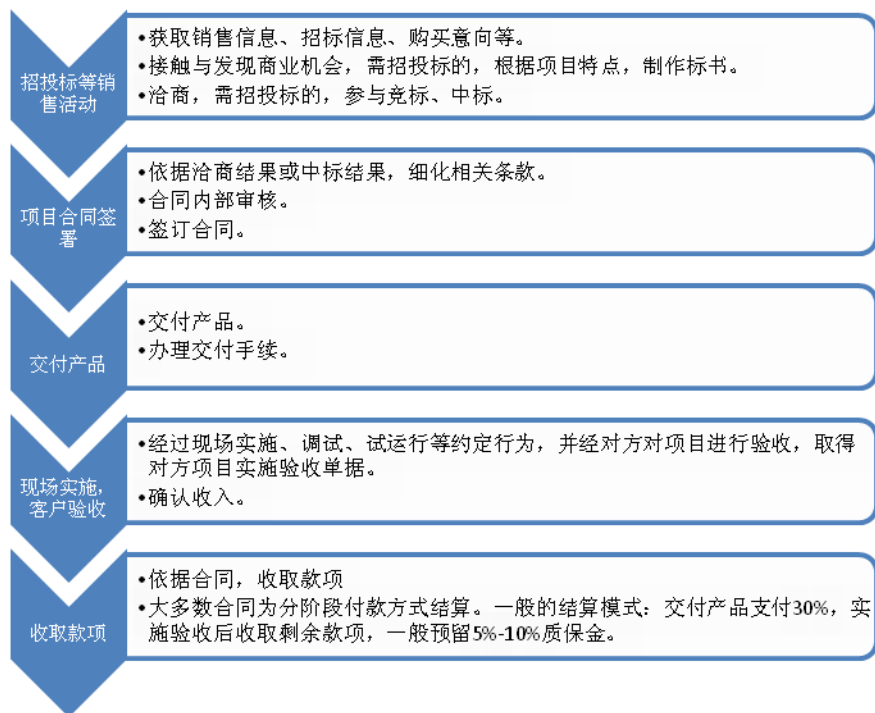 招投标等销
售活动
•获取销售信息、招标信息、购买意向等。
•接触与发现商业机会，需招投标的，根据项目特点，制作标书。
•洽商，需招投标的，参与竞标、中标。
项目合同签
署
•依据洽商结果或中标结果，细化相关条款。
•合同内部审核。
•签订合同。
交付产品
•交付产品。
•办理交付手续。
现场实施，
客户验收
•经过现场实施、调试、试运行等约定行为，并经对方对项目进行验收，取得
对方项目实施验收单据。
•确认收入。
收取款项
•依据合同，收取款项
•大多数合同为分阶段付款方式结算。一般的结算模式：交付产品支付30%，实
施验收后收取剩余款项，一般预留5%-10%质保金。